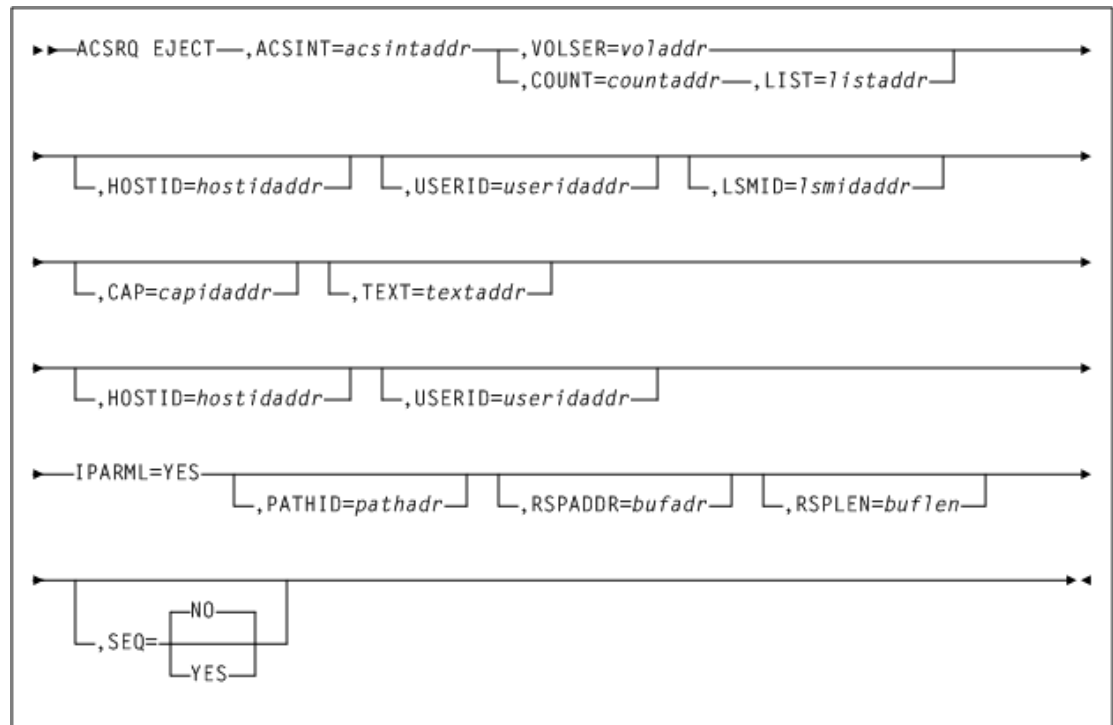 ACSRQ EJECT ,ACSINT=acsintaddr ,VOLSER=voladdr
,COUNT=countaddr ,LIST=listaddr
,HOSTID=hostidaddr ,USERID=useridaddr ,LSMID=lsmidaddr
,CAP=capidaddr ,TEXT=textaddr
,HOSTID=hostidaddr ,USERID=useridaddr
IPARML=YES
,PATHID=pathadr ,RSPADDR=bufadr ,RSPLEN=buflen
NO
,SEQ=
YES